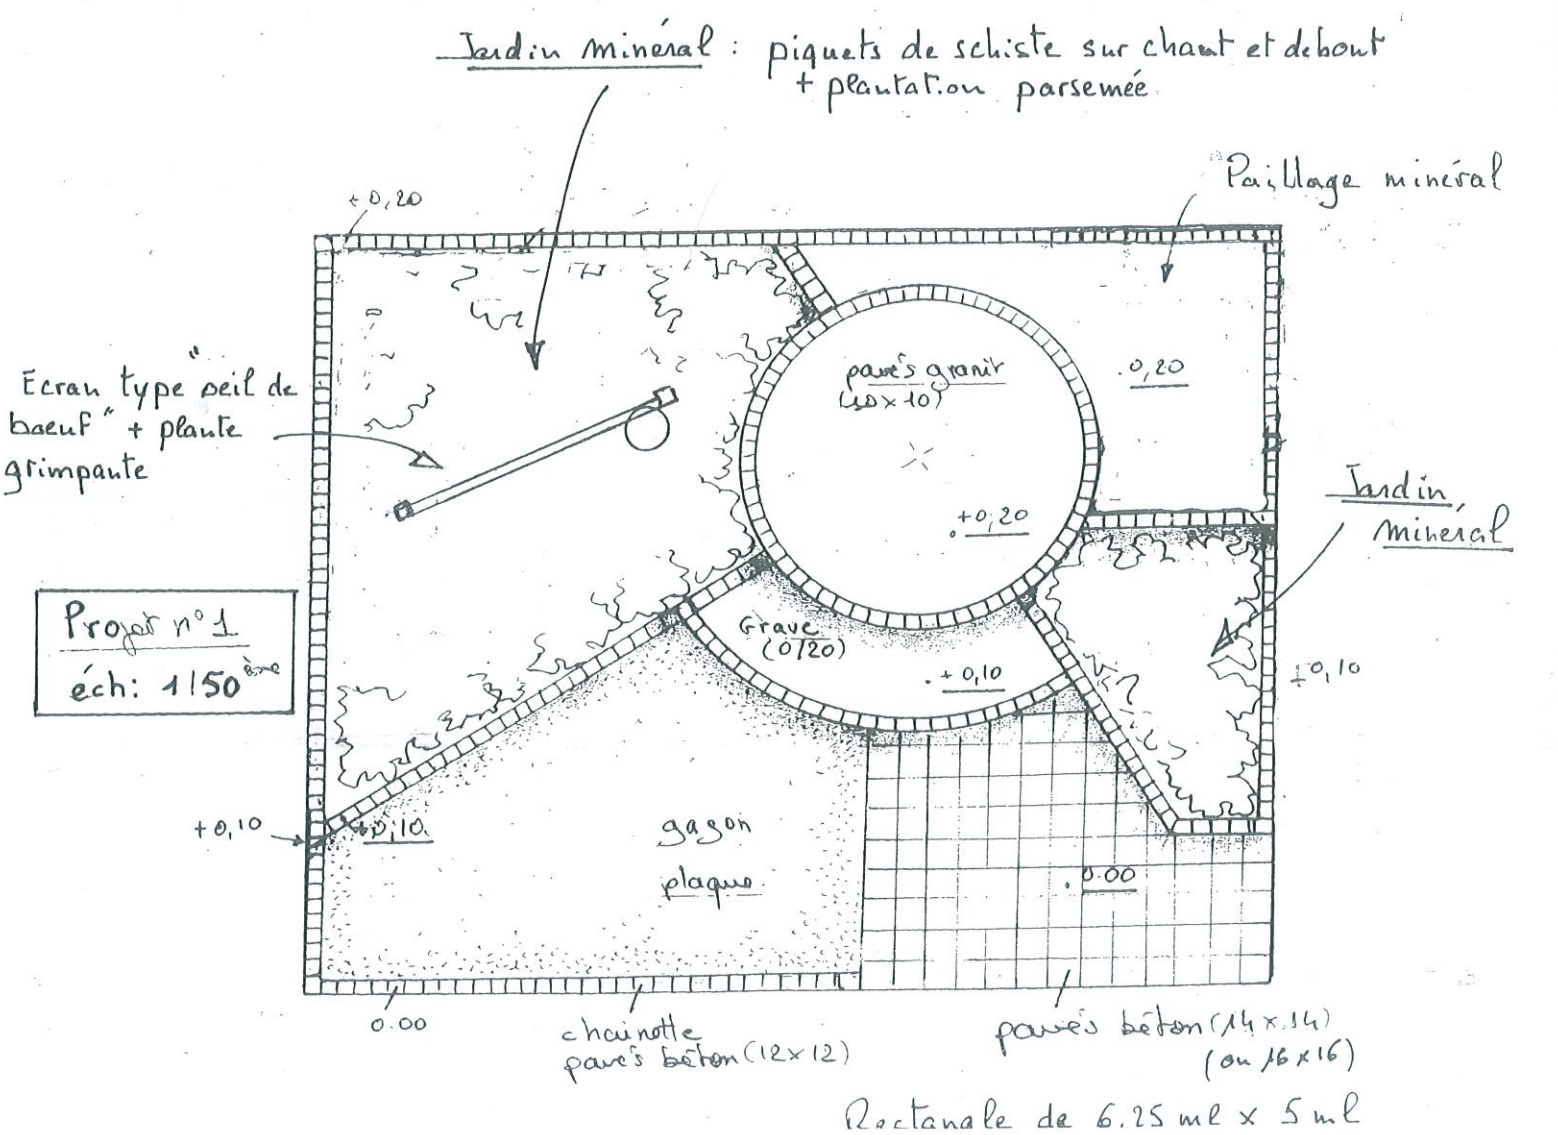 Jardin minéral : piquets de schiste sur chant et debout
+ plantation parsemée
Paillage minéral
+ 0,20
pavés granit
(10 x 10)
. 0,20
Ecran type "oeil de
boeuf" + plante
grimpante
+0,20
Jardin
minéral
Projet n°1
éch: 1/50ème
Grave
(0/20)
+ 0,10
+0,10
+0,10
+0,10.
gazon
plaque.
0.00
0.00
chainette
pavés béton (12x12)
pavés béton (14 x 14)
(ou 16 x 16)
Rectangle de 6.25 ml x 5 ml